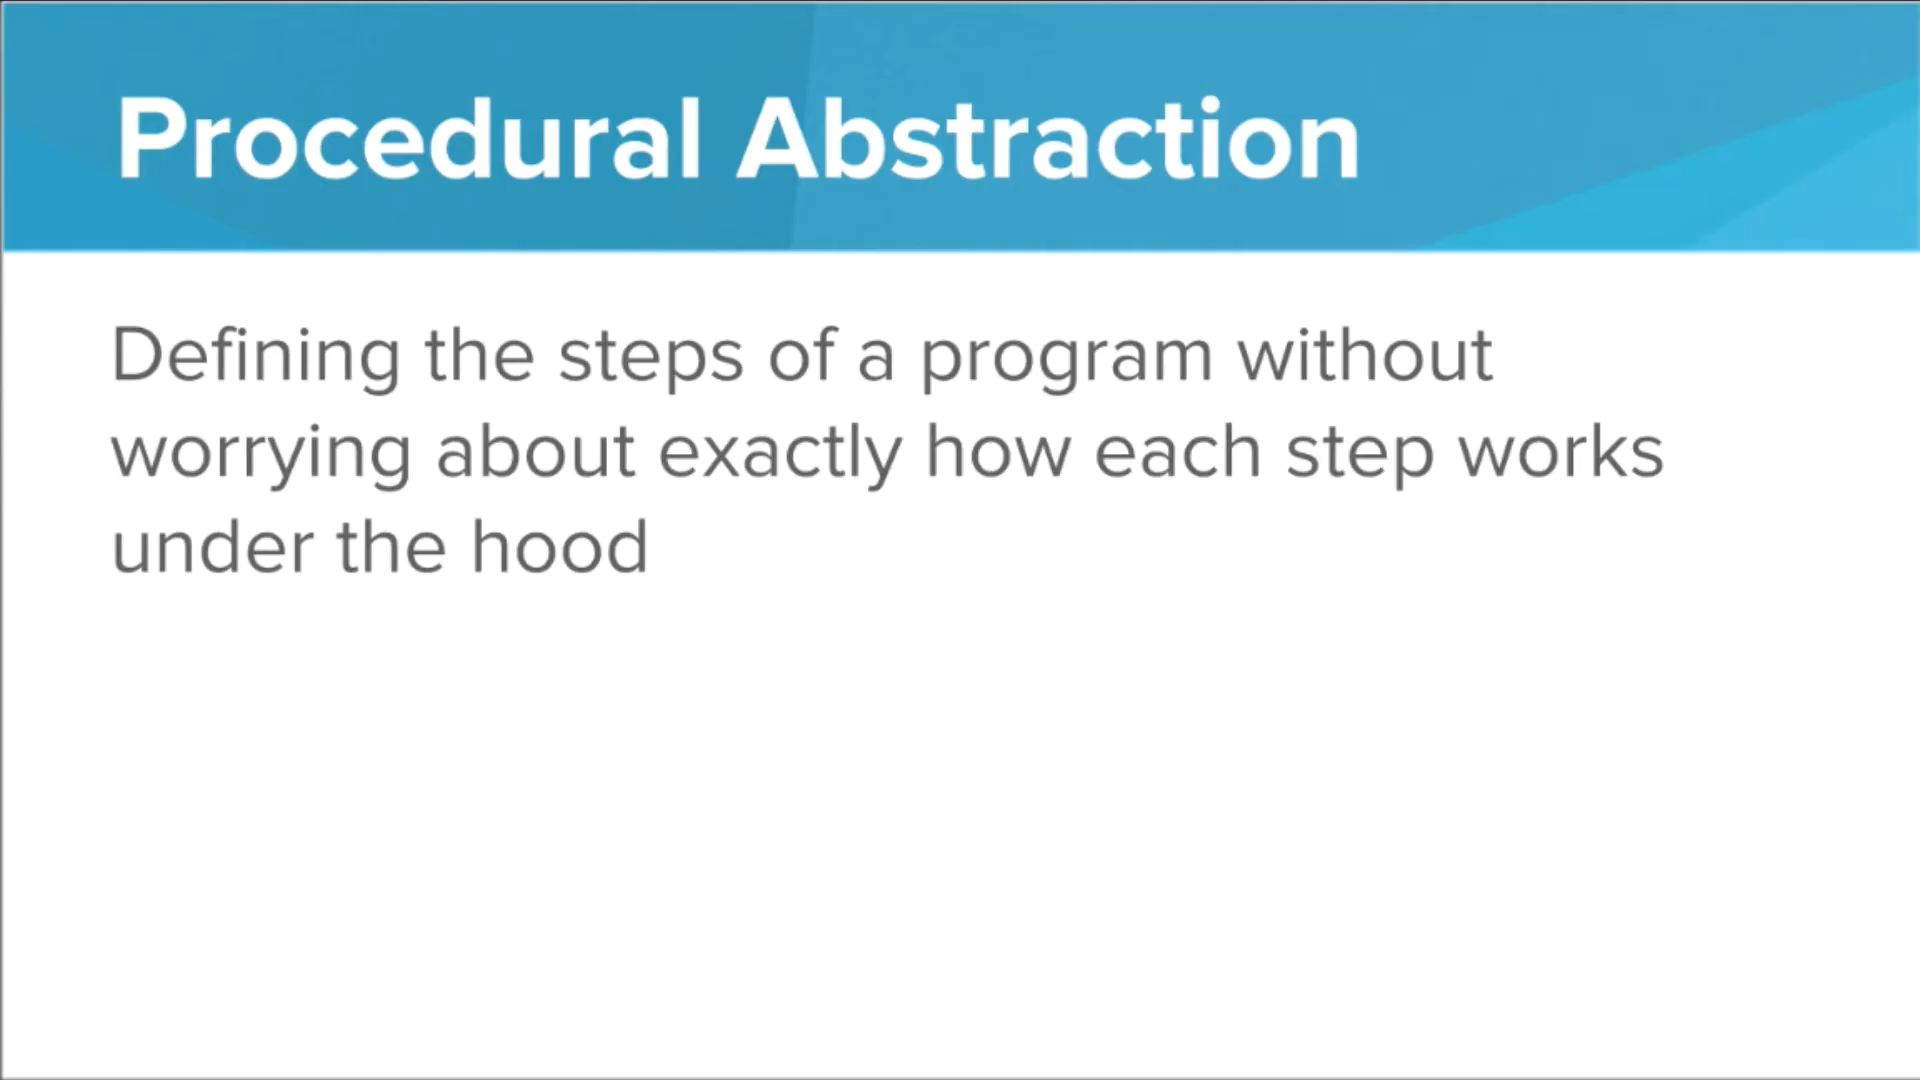 Procedural Abstraction
Defining the steps of a program without
worrying about exactly how each step works
under the hood